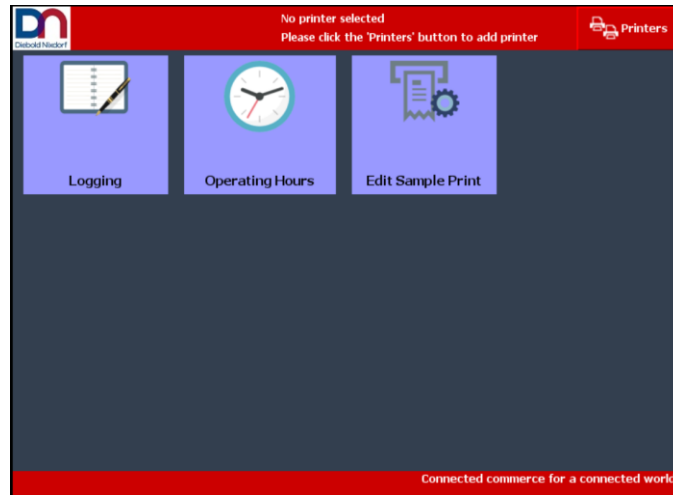 Diebold Nixdorf
No printer selected
Please click the 'Printers' button to add printer
Printers
Logging
Operating Hours
Edit Sample Print
Connected commerce for a connected world